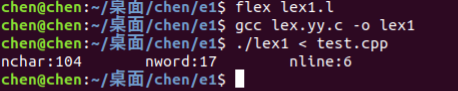 chen@chen:~/桌面/chen/e1$ flex lex1.l
chen@chen:~/桌面/chen/e1$ gcc lex.yy.c -o lex1
chen@chen:~/桌面/chen/e1$ ./lex1 < test.cpp
nchar:104 nword:17 nline:6
chen@chen:~/桌面/chen/e1$